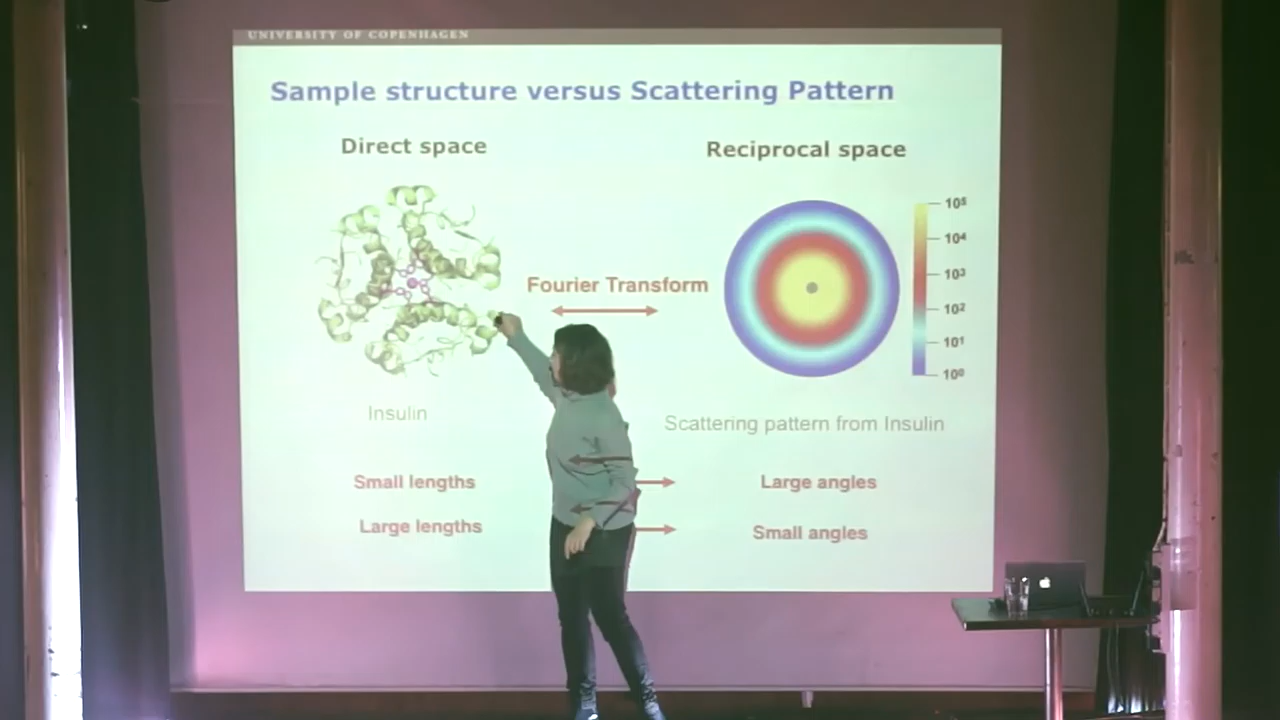 UNIVERSITY OF COPENHAGEN
Sample structure versus Scattering Pattern
Direct space
Reciprocal space
10⁵
10⁴
Fourier Transform
10³
10²
10¹
10⁰
Insulin
Scattering pattern from Insulin
Small lengths
Large angles
Large lengths
Small angles